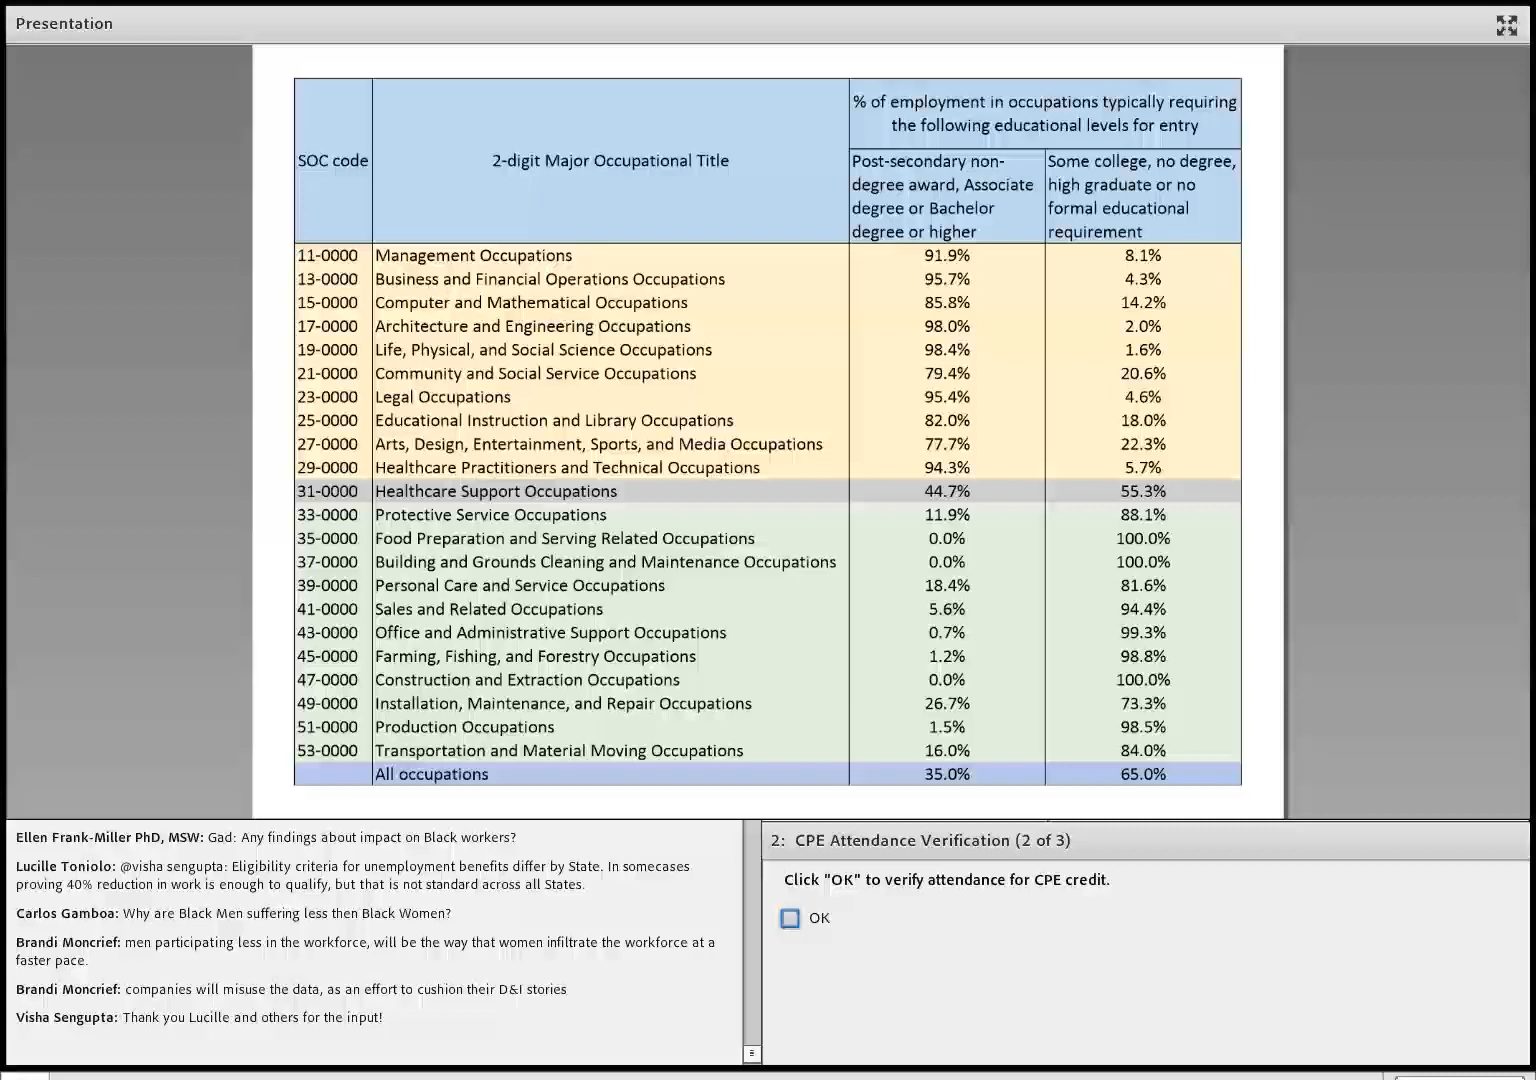 Presentation
% of employment in occupations typically requiring
the following educational levels for entry
SOC code 2-digit Major Occupational Title
Post-secondary non-
degree award, Associate
degree or Bachelor
degree or higher
Some college, no degree,
high graduate or no
formal educational
requirement
11-0000 Management Occupations 91.9% 8.1%
13-0000 Business and Financial Operations Occupations 95.7% 4.3%
15-0000 Computer and Mathematical Occupations 85.8% 14.2%
17-0000 Architecture and Engineering Occupations 98.0% 2.0%
19-0000 Life, Physical, and Social Science Occupations 98.4% 1.6%
21-0000 Community and Social Service Occupations 79.4% 20.6%
23-0000 Legal Occupations 95.4% 4.6%
25-0000 Educational Instruction and Library Occupations 82.0% 18.0%
27-0000 Arts, Design, Entertainment, Sports, and Media Occupations 77.7% 22.3%
29-0000 Healthcare Practitioners and Technical Occupations 94.3% 5.7%
31-0000 Healthcare Support Occupations 44.7% 55.3%
33-0000 Protective Service Occupations 11.9% 88.1%
35-0000 Food Preparation and Serving Related Occupations 0.0% 100.0%
37-0000 Building and Grounds Cleaning and Maintenance Occupations 0.0% 100.0%
39-0000 Personal Care and Service Occupations 18.4% 81.6%
41-0000 Sales and Related Occupations 5.6% 94.4%
43-0000 Office and Administrative Support Occupations 0.7% 99.3%
45-0000 Farming, Fishing, and Forestry Occupations 1.2% 98.8%
47-0000 Construction and Extraction Occupations 0.0% 100.0%
49-0000 Installation, Maintenance, and Repair Occupations 26.7% 73.3%
51-0000 Production Occupations 1.5% 98.5%
53-0000 Transportation and Material Moving Occupations 16.0% 84.0%
All occupations 35.0% 65.0%
Ellen Frank-Miller PhD, MSW: Gad: Any findings about impact on Black workers?
Lucille Toniolo: @visha sengupta: Eligibility criteria for unemployment benefits differ by State. In somecases
proving 40% reduction in work is enough to qualify, but that is not standard across all States.
Carlos Gamboa: Why are Black Men suffering less then Black Women?
Brandi Moncrief: men participating less in the workforce, will be the way that women infiltrate the workforce at a
faster pace.
Brandi Moncrief: companies will misuse the data, as an effort to cushion their D&I stories
Visha Sengupta: Thank you Lucille and others for the input!
2: CPE Attendance Verification (2 of 3)
Click "OK" to verify attendance for CPE credit.
OK